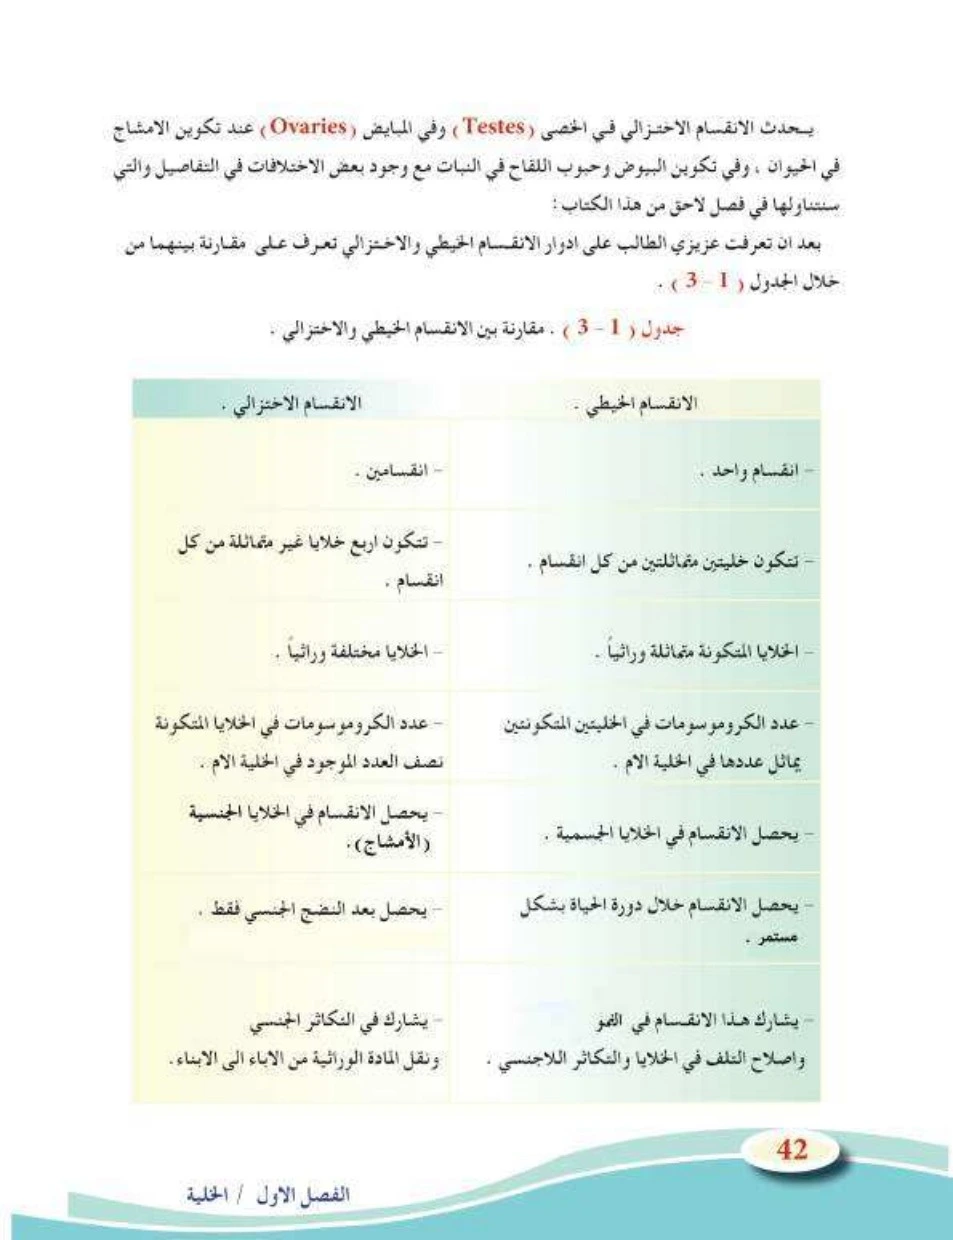 يحدث الانقسام الاختزالي في الخصى (Testes) وفي المبايض (Ovaries) عند تكوين الامشاج
في الحيوان ، وفي تكوين البيوض وحبوب اللقاح في النبات مع وجود بعض الاختلافات في التفاصيل والتي
سنتناولها في فصل لاحق من هذا الكتاب :
بعد ان تعرفت عزيزي الطالب على ادوار الانقسام الخيطي والاختزالي تعرف على مقارنة بينهما من
خلال الجدول ( 1 - 3 ) .
جدول ( 1 - 3 ) . مقارنة بين الانقسام الخيطي والاختزالي .
الانقسام الخيطي .
الانقسام الاختزالي .
- انقسام واحد .
- انقسامين .
- تتكون خليتين متماثلتين من كل انقسام .
- تتكون اربع خلايا غير متماثلة من كل
انقسام .
- الخلايا المتكونة متماثلة وراثياً .
- الخلايا مختلفة وراثياً .
- عدد الكروموسومات في الخليتين المتكونتين
يماثل عددها في الخلية الام .
- عدد الكروموسومات في الخلايا المتكونة
نصف العدد الموجود في الخلية الام .
- يحصل الانقسام في الخلايا الجسمية .
- يحصل الانقسام في الخلايا الجنسية
(الأمشاج).
- يحصل الانقسام خلال دورة الحياة بشكل
مستمر .
- يحصل بعد النضج الجنسي فقط .
- يشارك هذا الانقسام في النمو
واصلاح التلف في الخلايا والتكاثر اللاجنسي .
- يشارك في التكاثر الجنسي
ونقل المادة الوراثية من الاباء الى الابناء.
42
الفصل الاول / الخلية